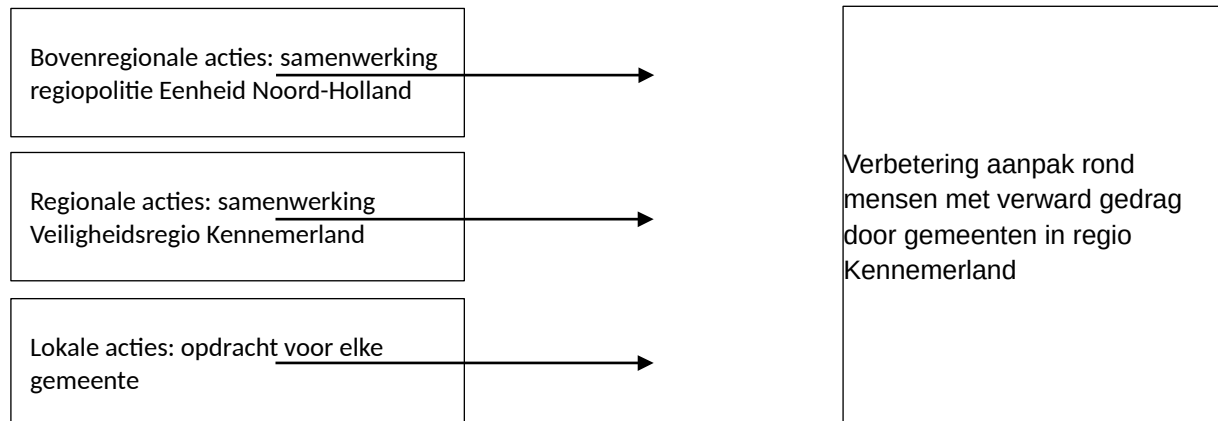 Bovenregionale acties: samenwerking
regiopolitie Eenheid Noord-Holland
Regionale acties: samenwerking
Veiligheidsregio Kennemerland
Lokale acties: opdracht voor elke
gemeente
Verbetering aanpak rond
mensen met verward gedrag
door gemeenten in regio
Kennemerland